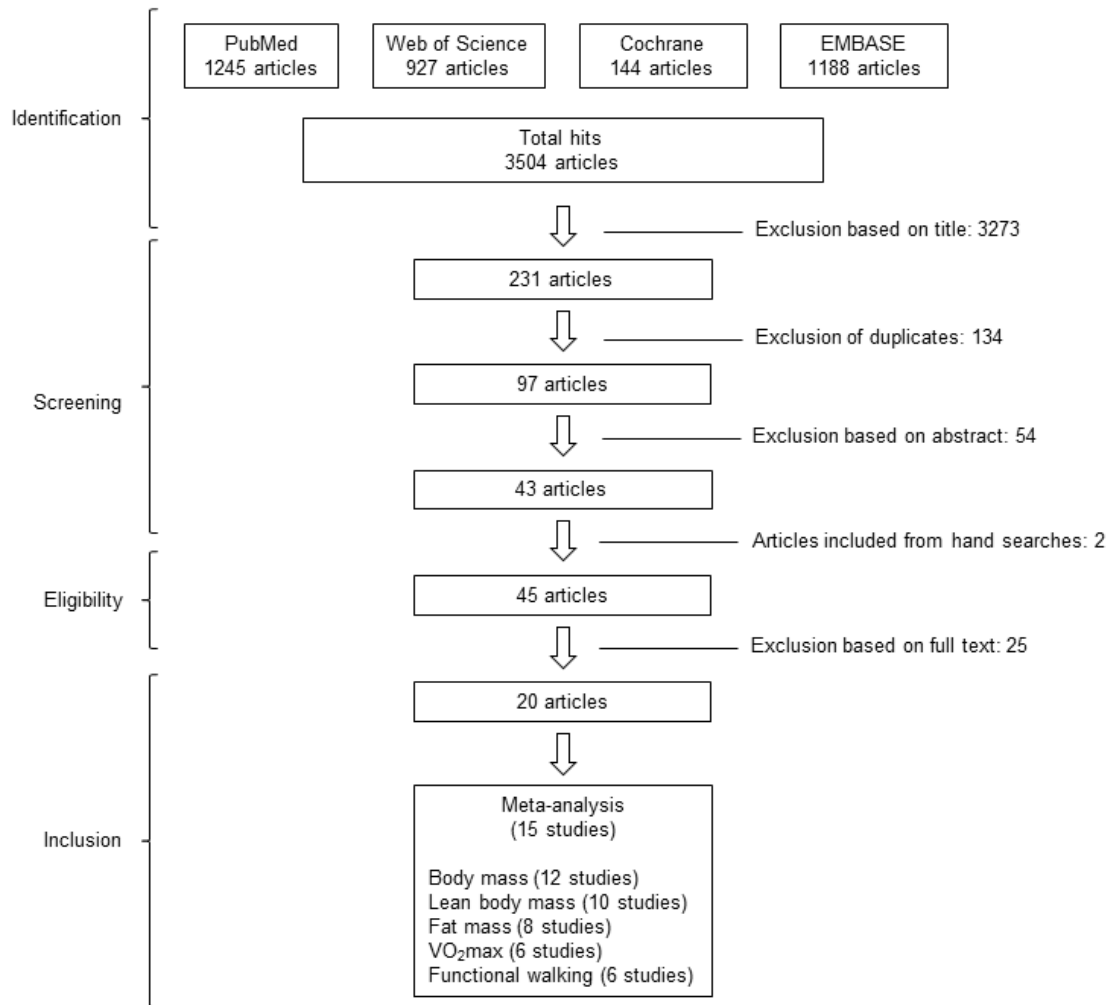 PubMed
1245 articles
Web of Science
927 articles
Cochrane
144 articles
EMBASE
1188 articles
Identification
Total hits
3504 articles
Exclusion based on title: 3273
231 articles
Exclusion of duplicates: 134
97 articles
Screening
Exclusion based on abstract: 54
43 articles
Articles included from hand searches: 2
45 articles
Eligibility
Exclusion based on full text: 25
20 articles
Meta-analysis
(15 studies)
Inclusion
Body mass (12 studies)
Lean body mass (10 studies)
Fat mass (8 studies)
VO₂max (6 studies)
Functional walking (6 studies)